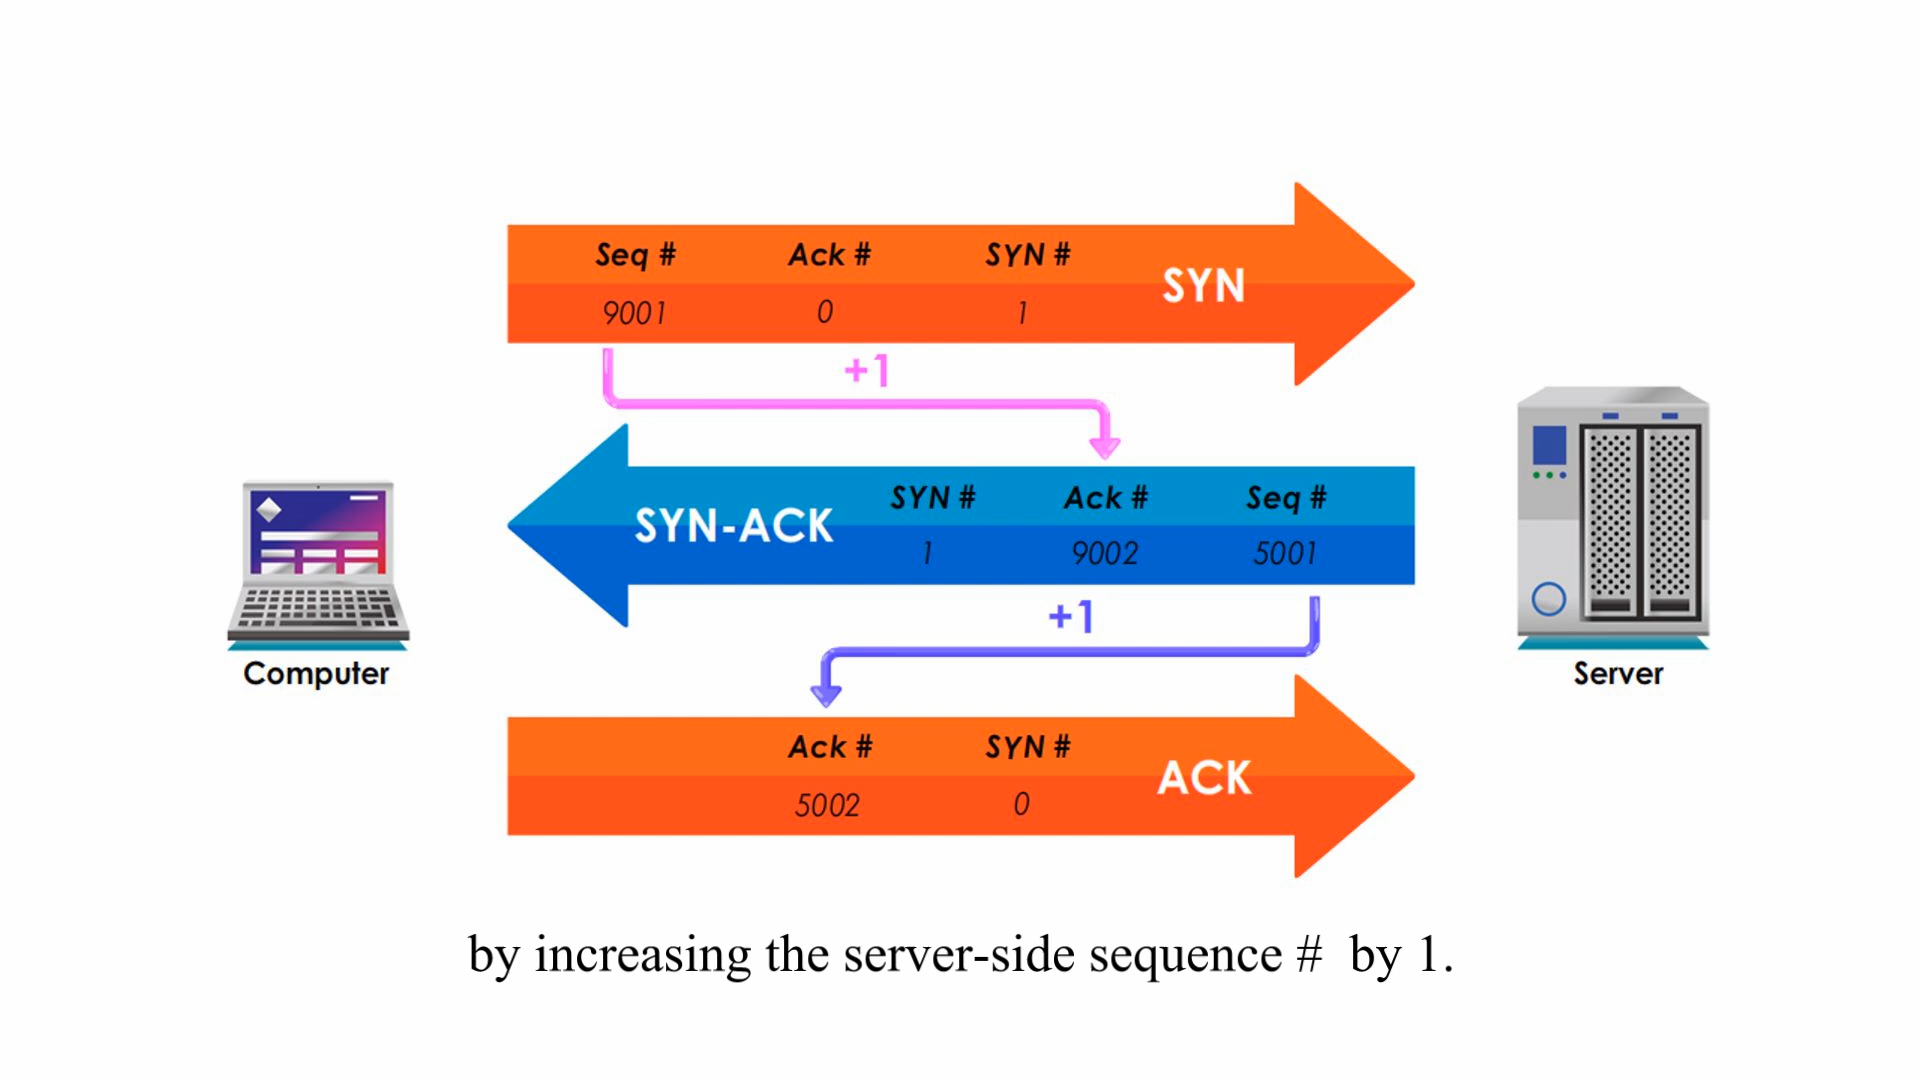 Seq # Ack # SYN #
SYN
9001 0 1
+1
SYN # Ack # Seq #
SYN-ACK
1 9002 5001
+1
Computer
Server
Ack # SYN #
ACK
5002 0
by increasing the server-side sequence # by 1.